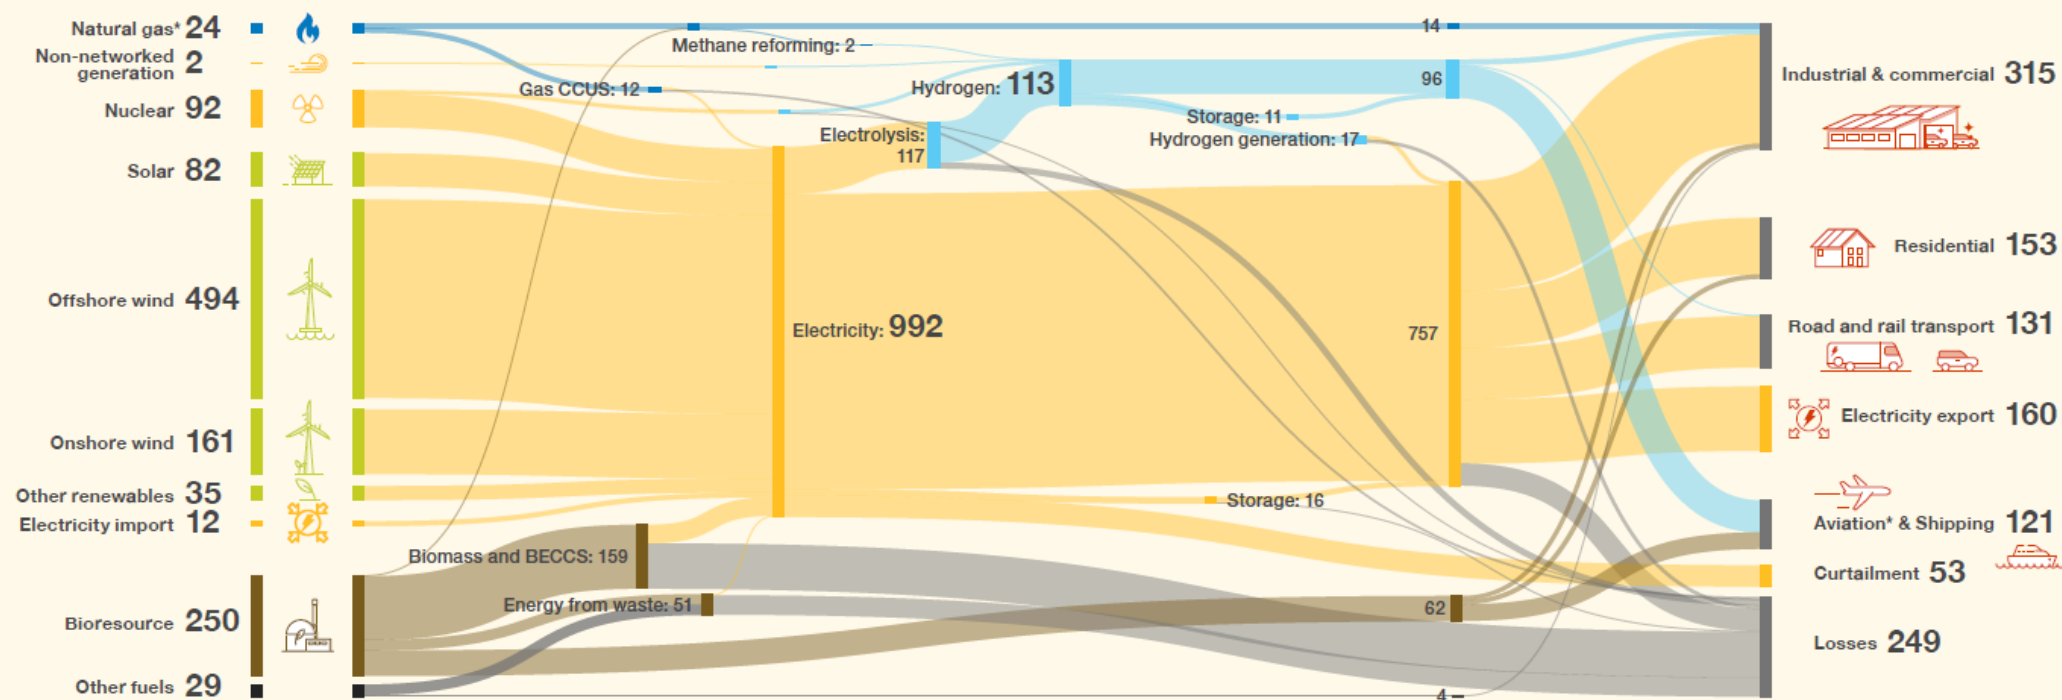 Natural gas* 24
Non-networked
generation 2
Nuclear 92
Solar 82
Offshore wind 494
Onshore wind 161
Other renewables 35
Electricity import 12
Bioresource 250
Other fuels 29
Methane reforming: 2
Gas CCUS: 12
Hydrogen: 113
Electrolysis:
117
Electricity: 992
Biomass and BECCS: 159
Energy from waste: 51
Storage: 11
Hydrogen generation: 17
Storage: 16
14
96
757
62
4
Industrial & commercial 315
Residential 153
Road and rail transport 131
Electricity export 160
Aviation* & Shipping 121
Curtailment 53
Losses 249